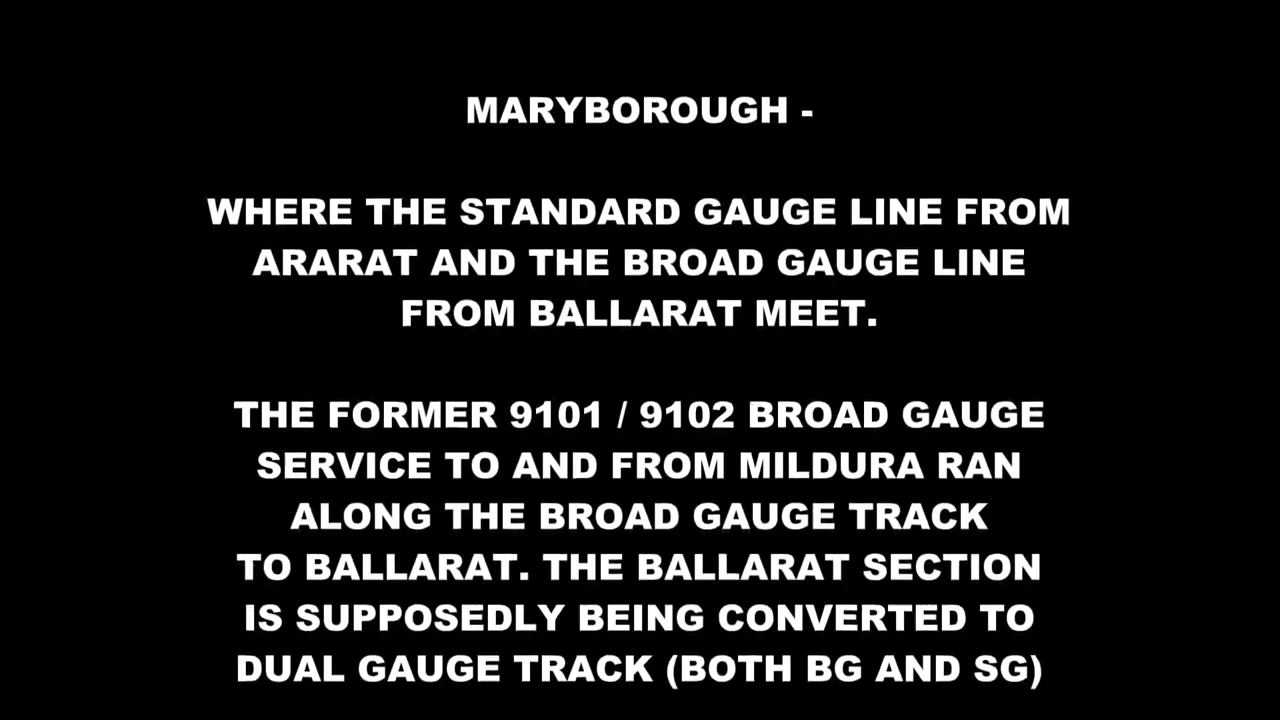 MARYBOROUGH -
WHERE THE STANDARD GAUGE LINE FROM
ARARAT AND THE BROAD GAUGE LINE
FROM BALLARAT MEET.
THE FORMER 9101 / 9102 BROAD GAUGE
SERVICE TO AND FROM MILDURA RAN
ALONG THE BROAD GAUGE TRACK
TO BALLARAT. THE BALLARAT SECTION
IS SUPPOSEDLY BEING CONVERTED TO
DUAL GAUGE TRACK (BOTH BG AND SG)